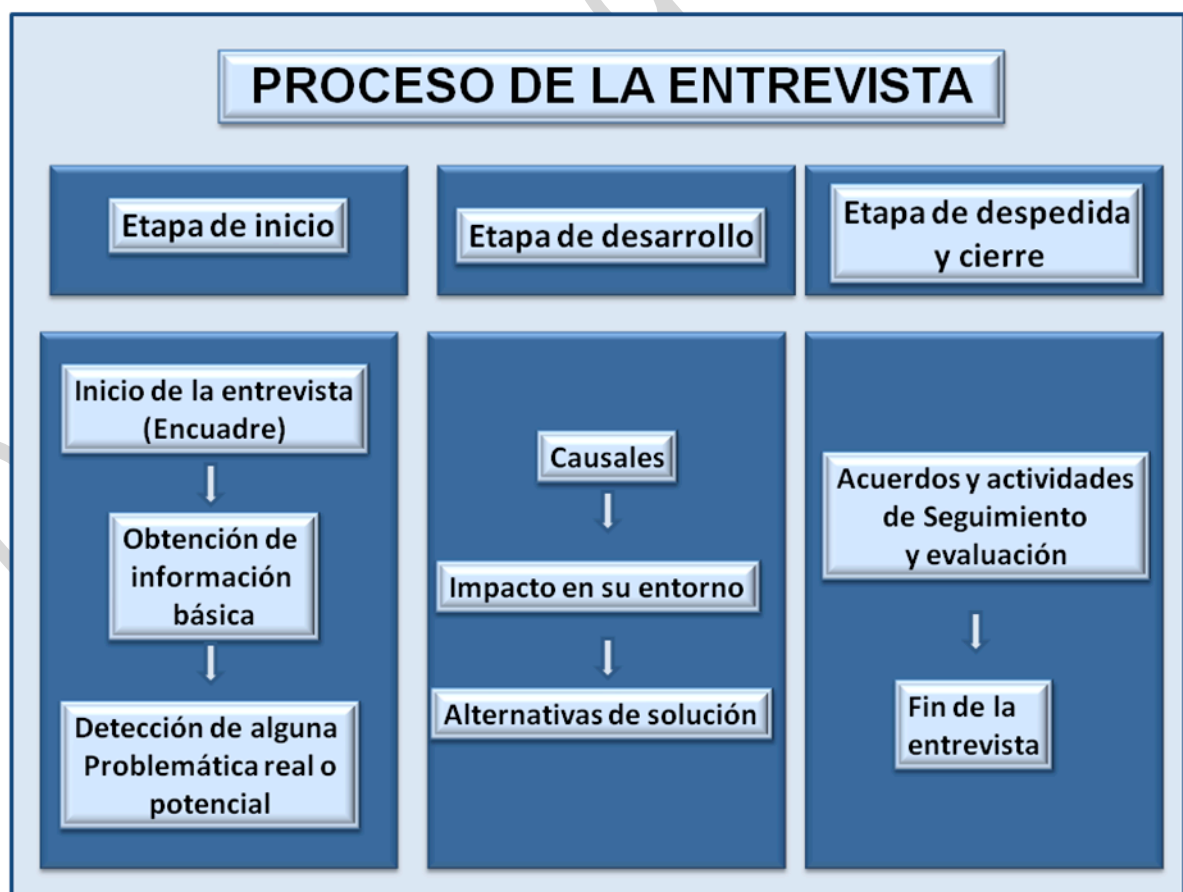 PROCESO DE LA ENTREVISTA
Etapa de inicio
Etapa de desarrollo
Etapa de despedida
y cierre
Inicio de la entrevista
(Encuadre)
Obtención de
información
básica
Detección de alguna
Problemática real o
potencial
Causales
Impacto en su entorno
Alternativas de solución
Acuerdos y actividades
de Seguimiento
y evaluación
Fin de la
entrevista